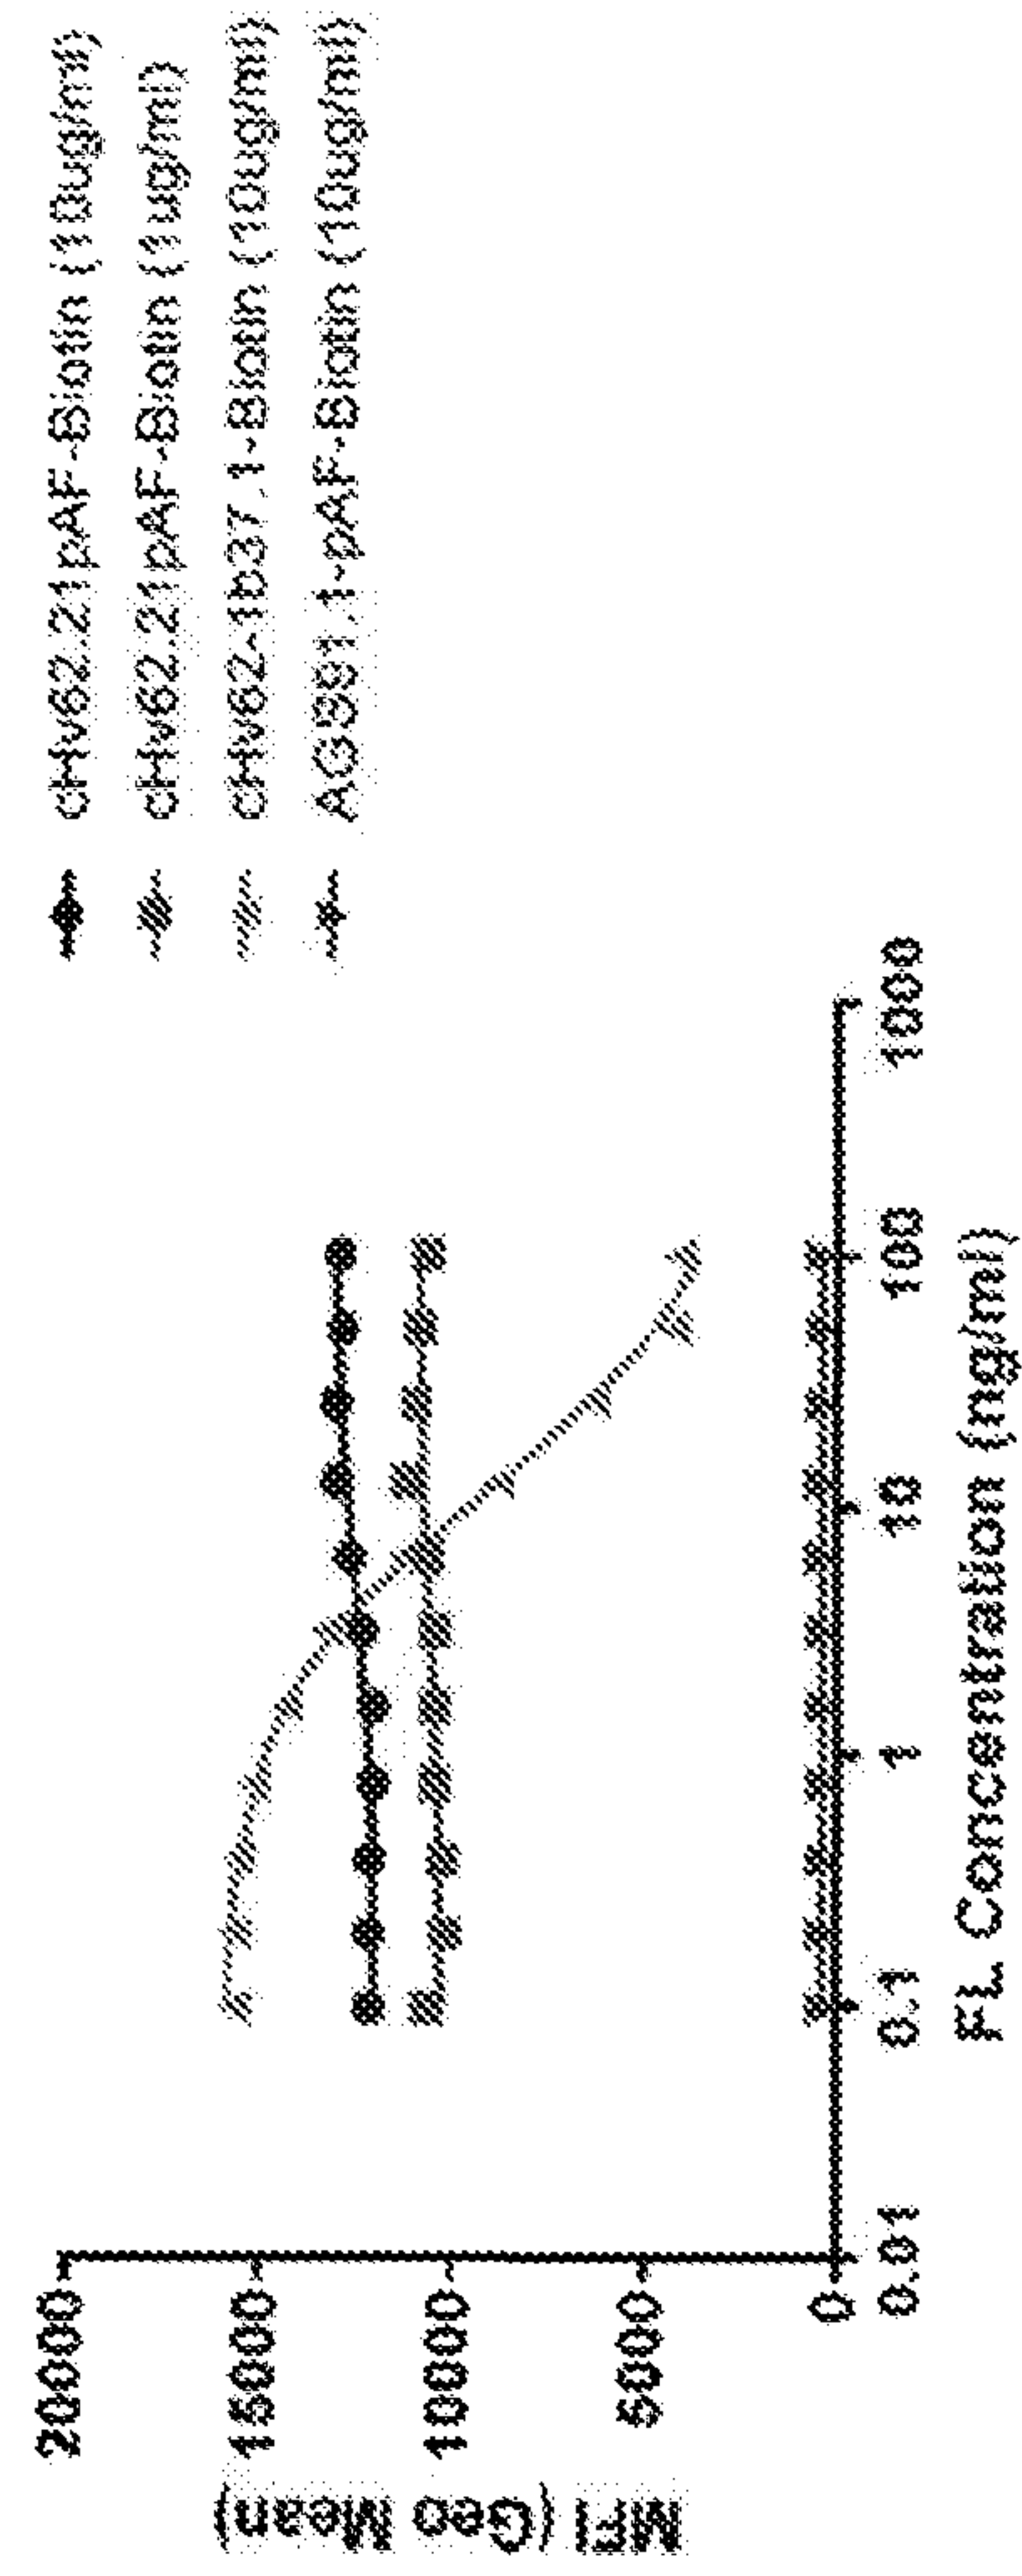 cHv62.21pAF-Biotin (10ug/ml)
cHv62.21pAF-Biotin (1ug/ml)
cHv62-1b37.1-Biotin (10ug/ml)
AGS91.1-pAF-Biotin (10ug/ml)
MFI (Geo Mean)
20000
15000
10000
5000
0
0.01
0.1
1
10
100
1000
FL Concentration (ng/ml)